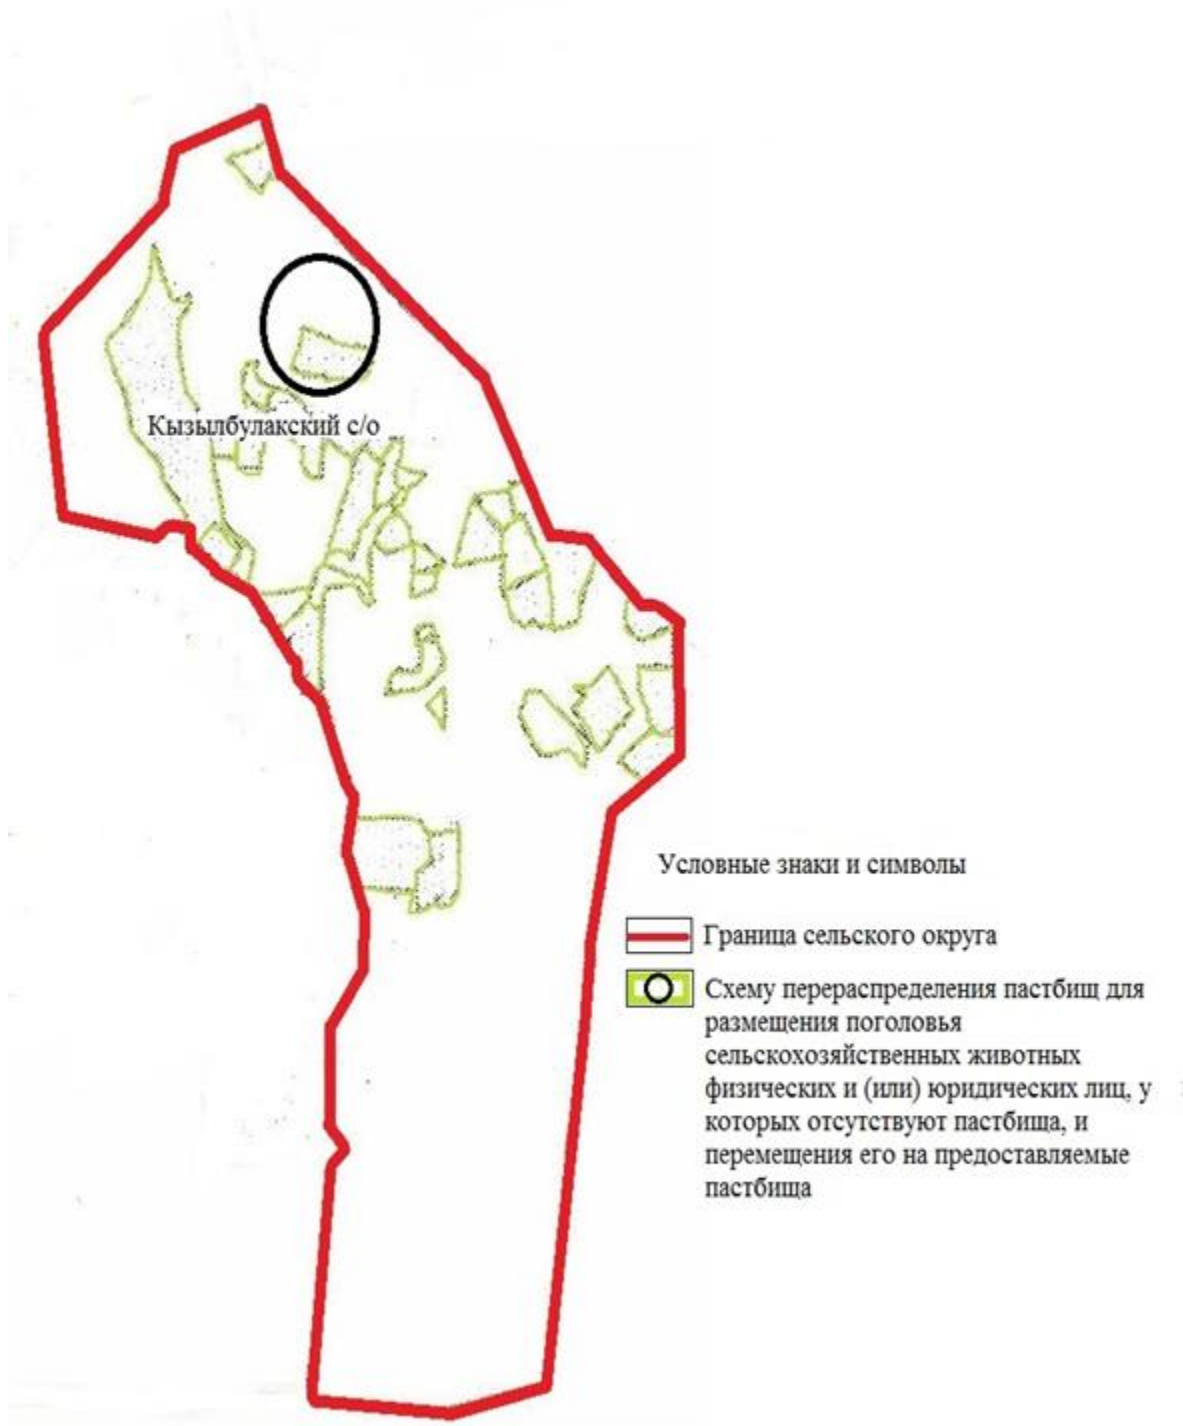 Кызылбулакский с/о
Условные знаки и символы
Граница сельского округа
Схему перераспределения пастбищ для
размещения поголовья
сельскохозяйственных животных
физических и (или) юридических лиц, у
которых отсутствуют пастбища, и
перемещения его на предоставляемые
пастбища